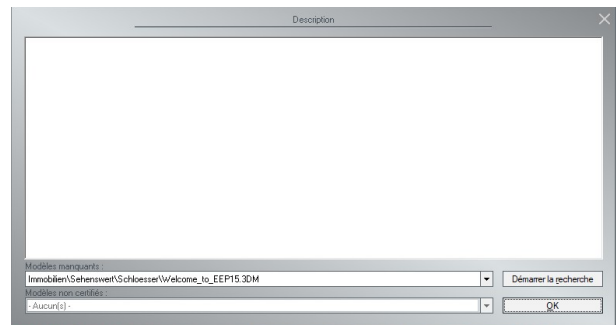 Description
Modèles manquants :
Immobilien\Sehenswert\Schloesser\Welcome_to_EEP15.3DM
Démarrer la recherche
Modèles non certifiés :
- Aucun(s) -
OK